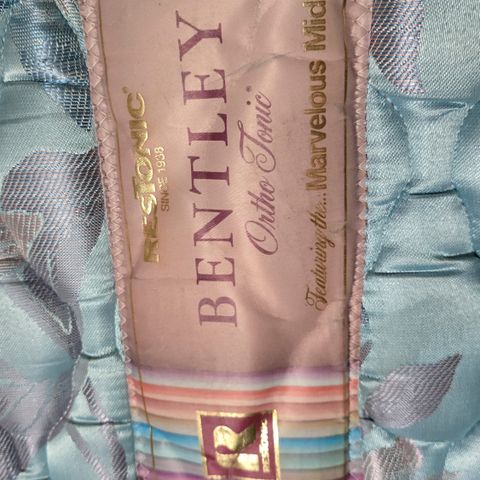 RESTONIC®
SINCE 1938
BENTLEY
Ortho Tonic®
Featuring the... Marvelous Mid
R